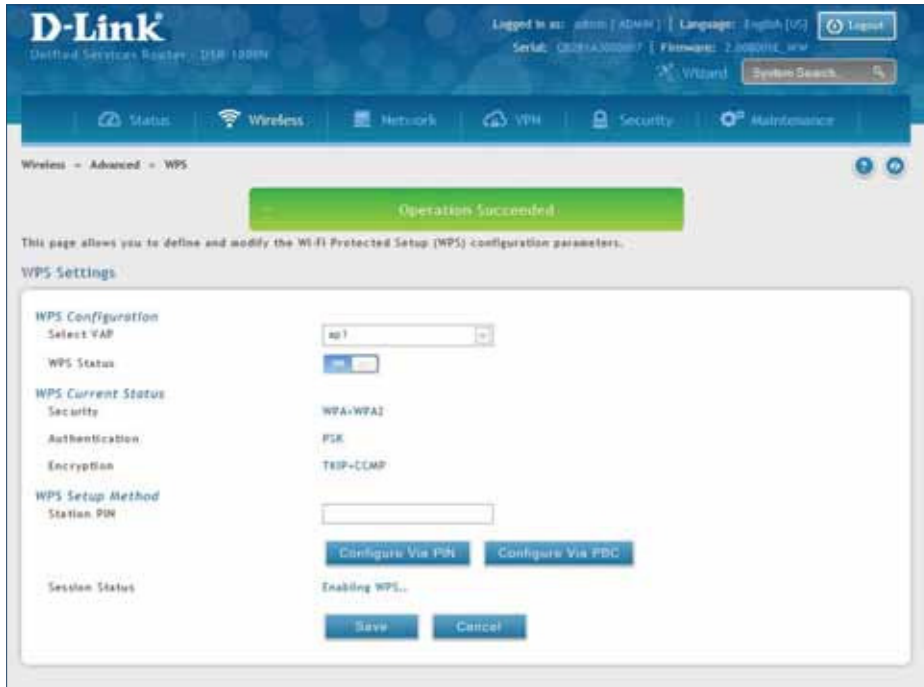 D-Link
Logged in as: admin [ ADMIN ] | Language: English [US]
Logout
Unified Services Router - DSR-1000N
Serial: | Firmware:
Wizard
System Search...
Status
Wireless
Network
VPN
Security
Maintenance
Wireless » Advanced » WPS
Operation Succeeded
This page allows you to define and modify the Wi-Fi Protected Setup (WPS) configuration parameters.
WPS Settings
WPS Configuration
Select VAP
ap1
WPS Status
ON
WPS Current Status
Security
WPA+WPA2
Authentication
PSK
Encryption
TKIP+CCMP
WPS Setup Method
Station PIN
Configure Via PIN
Configure Via PBC
Session Status
Enabling WPS..
Save
Cancel